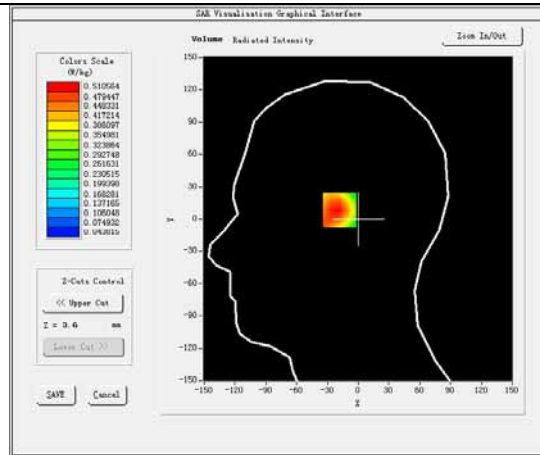 SAR Visualisation Graphical Interface
Volume Radiated Intensity
Zoom In/Out
Colors Scale
(W/kg)
0.510564
0.479447
0.448331
0.417214
0.386097
0.354981
0.323864
0.292748
0.261631
0.230515
0.199398
0.168281
0.137165
0.106048
0.074932
0.043815
Z-Cuts Control
<< Upper Cut
Z = 3.6 mm
Lower Cut >>
SAVE Cancel
150
120
90
60
30
0
-30
-60
-90
-120
-150
Y
-150 -120 -90 -60 -30 0 30 60 90 120 150
X